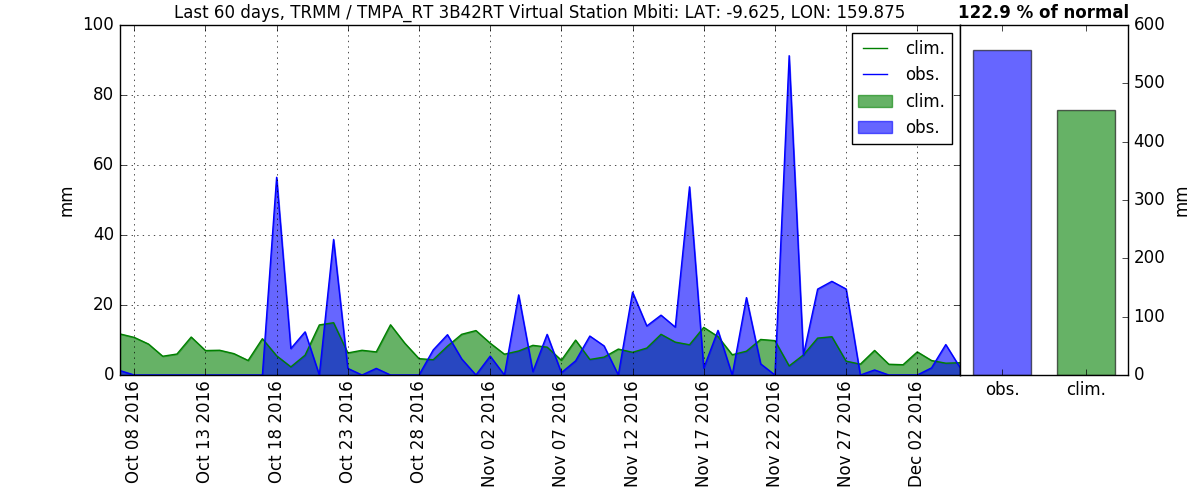 Last 60 days, TRMM / TMPA_RT 3B42RT Virtual Station Mbiti: LAT: -9.625, LON: 159.875
122.9 % of normal
100
80
60
40
20
0
mm
clim.
obs.
clim.
obs.
600
500
400
300
200
100
0
mm
obs.
clim.
Oct 08 2016
Oct 13 2016
Oct 18 2016
Oct 23 2016
Oct 28 2016
Nov 02 2016
Nov 07 2016
Nov 12 2016
Nov 17 2016
Nov 22 2016
Nov 27 2016
Dec 02 2016